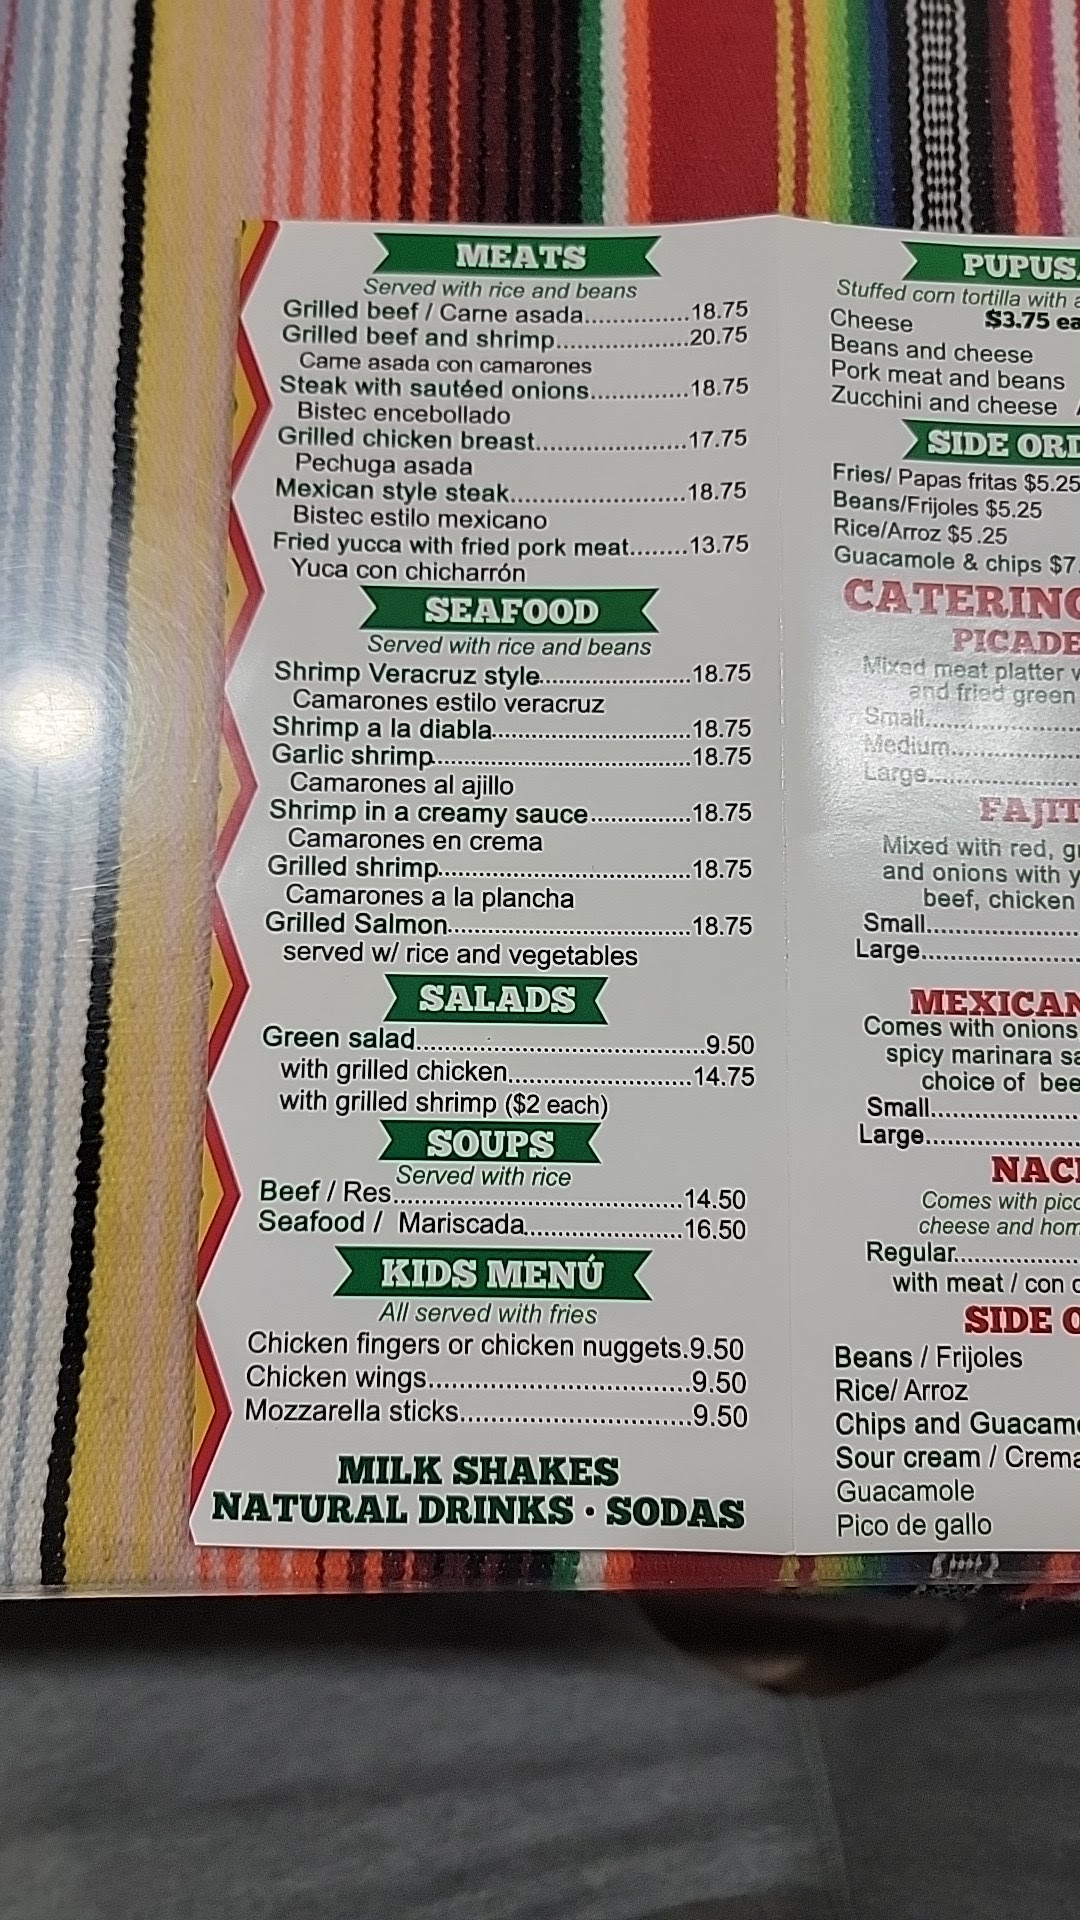 MEATS
Served with rice and beans
Grilled beef / Carne asada...............18.75
Grilled beef and shrimp...................20.75
Carne asada con camarones
Steak with sautéed onions..............18.75
Bistec encebollado
Grilled chicken breast......................17.75
Pechuga asada
Mexican style steak.........................18.75
Bistec estilo mexicano
Fried yucca with fried pork meat........13.75
Yuca con chicharrón
SEAFOOD
Served with rice and beans
Shrimp Veracruz style......................18.75
Camarones estilo veracruz
Shrimp a la diabla.............................18.75
Garlic shrimp.....................................18.75
Camarones al ajillo
Shrimp in a creamy sauce...............18.75
Camarones en crema
Grilled shrimp....................................18.75
Camarones a la plancha
Grilled Salmon...................................18.75
served w/ rice and vegetables
SALADS
Green salad.........................................9.50
with grilled chicken..........................14.75
with grilled shrimp ($2 each)
SOUPS
Served with rice
Beef / Res.........................................14.50
Seafood / Mariscada.......................16.50
KIDS MENÚ
All served with fries
Chicken fingers or chicken nuggets.9.50
Chicken wings.....................................9.50
Mozzarella sticks.................................9.50
MILK SHAKES
NATURAL DRINKS · SODAS
Stuffed corn tortilla with
Cheese $3.75
Beans and cheese
Pork meat and beans
Zucchini and cheese
SIDE
Fries/ Papas fritas $5.25
Beans/Frijoles $5.25
Rice/Arroz $5.25
Guacamole & chips
Mixed meat platter
and fried green
Small....................
Medium..................
Large....................
Mixed with red,
and onions with
beef, chicken
Small....................
Large....................
MEXICAN
Comes with onions
spicy marinara
choice of
Small....................
Large....................
Comes with
cheese and
Regular..................
with meat / con
SIDE
Beans / Frijoles
Rice/ Arroz
Chips and
Sour cream / Crema
Guacamole
Pico de gallo